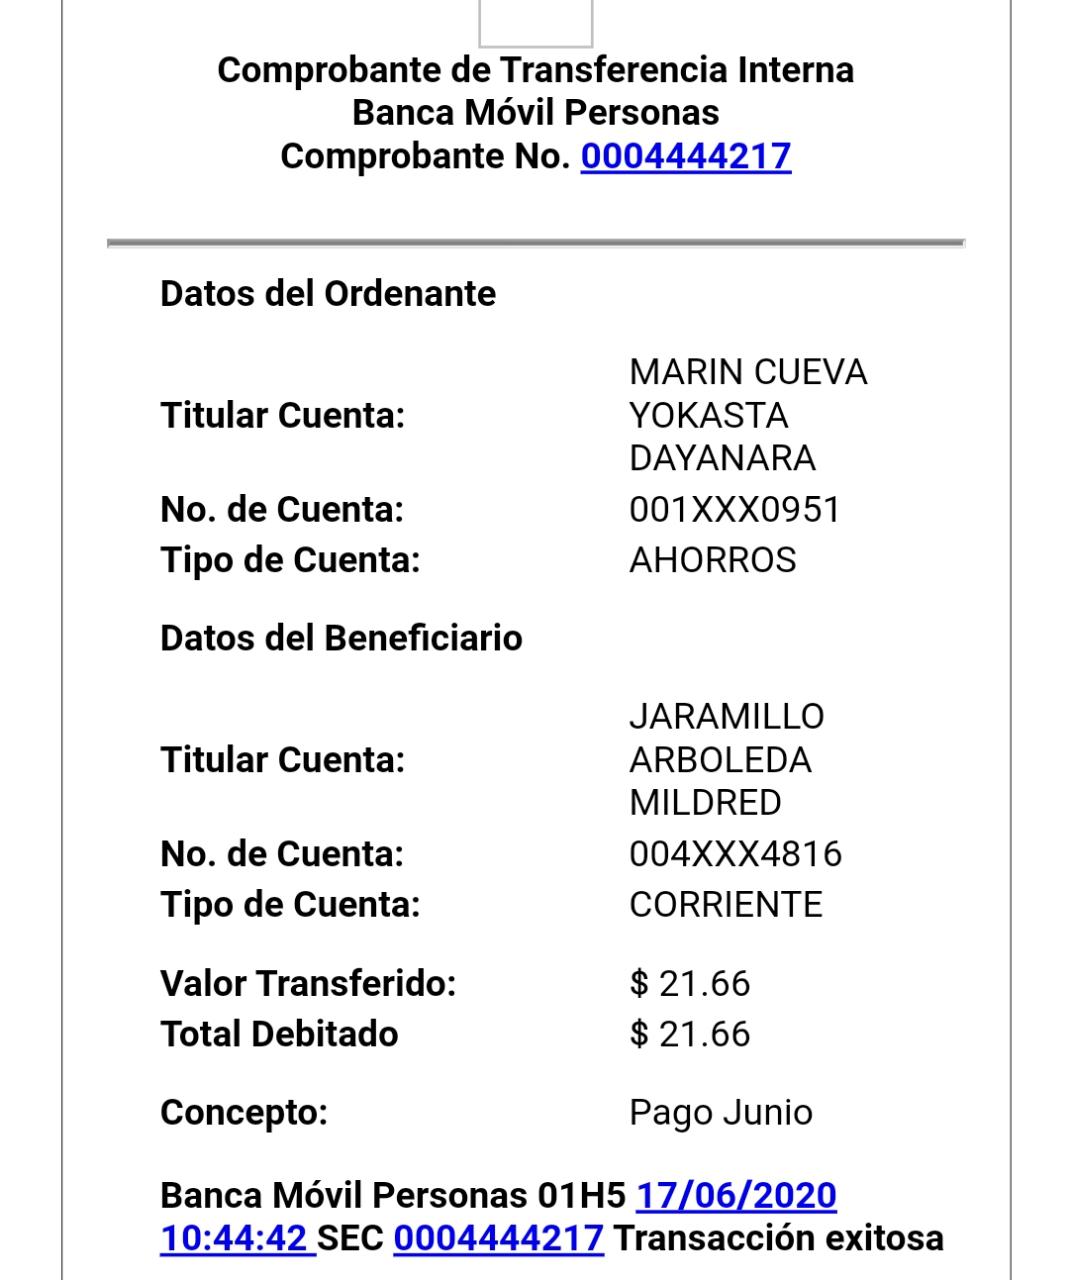 Comprobante de Transferencia Interna
Banca Móvil Personas
Comprobante No. 0004444217
Datos del Ordenante
Titular Cuenta: MARIN CUEVA
YOKASTA
DAYANARA
No. de Cuenta: 001XXX0951
Tipo de Cuenta: AHORROS
Datos del Beneficiario
Titular Cuenta: JARAMILLO
ARBOLEDA
MILDRED
No. de Cuenta: 004XXX4816
Tipo de Cuenta: CORRIENTE
Valor Transferido: $ 21.66
Total Debitado $ 21.66
Concepto: Pago Junio
Banca Móvil Personas 01H5 17/06/2020
10:44:42 SEC 0004444217 Transacción exitosa